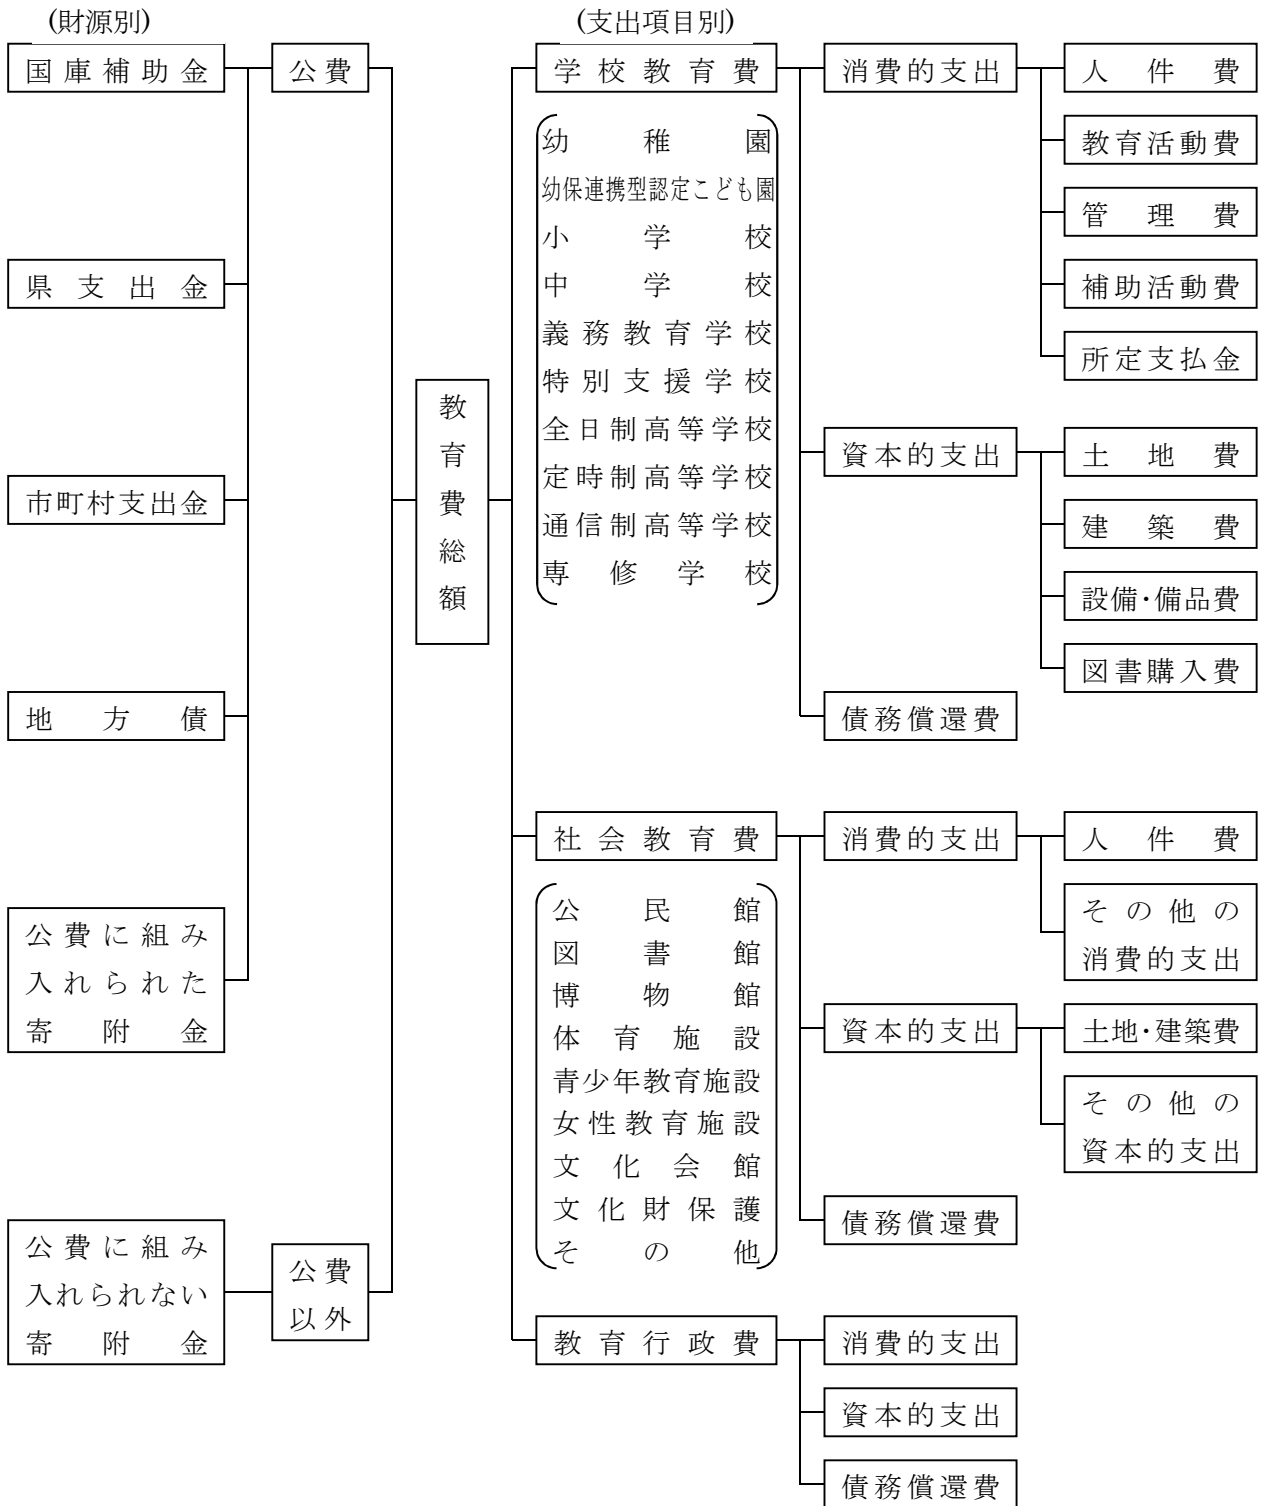 (財源別)
国庫補助金
公費
県支出金
市町村支出金
地方債
公費に組み
入れられた
寄附金
公費に組み
入れられない
寄附金
公費
以外
教育費総額
(支出項目別)
学校教育費
幼稚園
幼保連携型認定こども園
小学校
中学校
義務教育学校
特別支援学校
全日制高等学校
定時制高等学校
通信制高等学校
専修学校
消費的支出
人件費
教育活動費
管理費
補助活動費
所定支払金
資本的支出
土地費
建築費
設備・備品費
図書購入費
債務償還費
社会教育費
公民館
図書館
博物館
体育施設
青少年教育施設
女性教育施設
文化会館
文化財保護
その他
消費的支出
人件費
その他の
消費的支出
資本的支出
土地・建築費
その他の
資本的支出
債務償還費
教育行政費
消費的支出
資本的支出
債務償還費